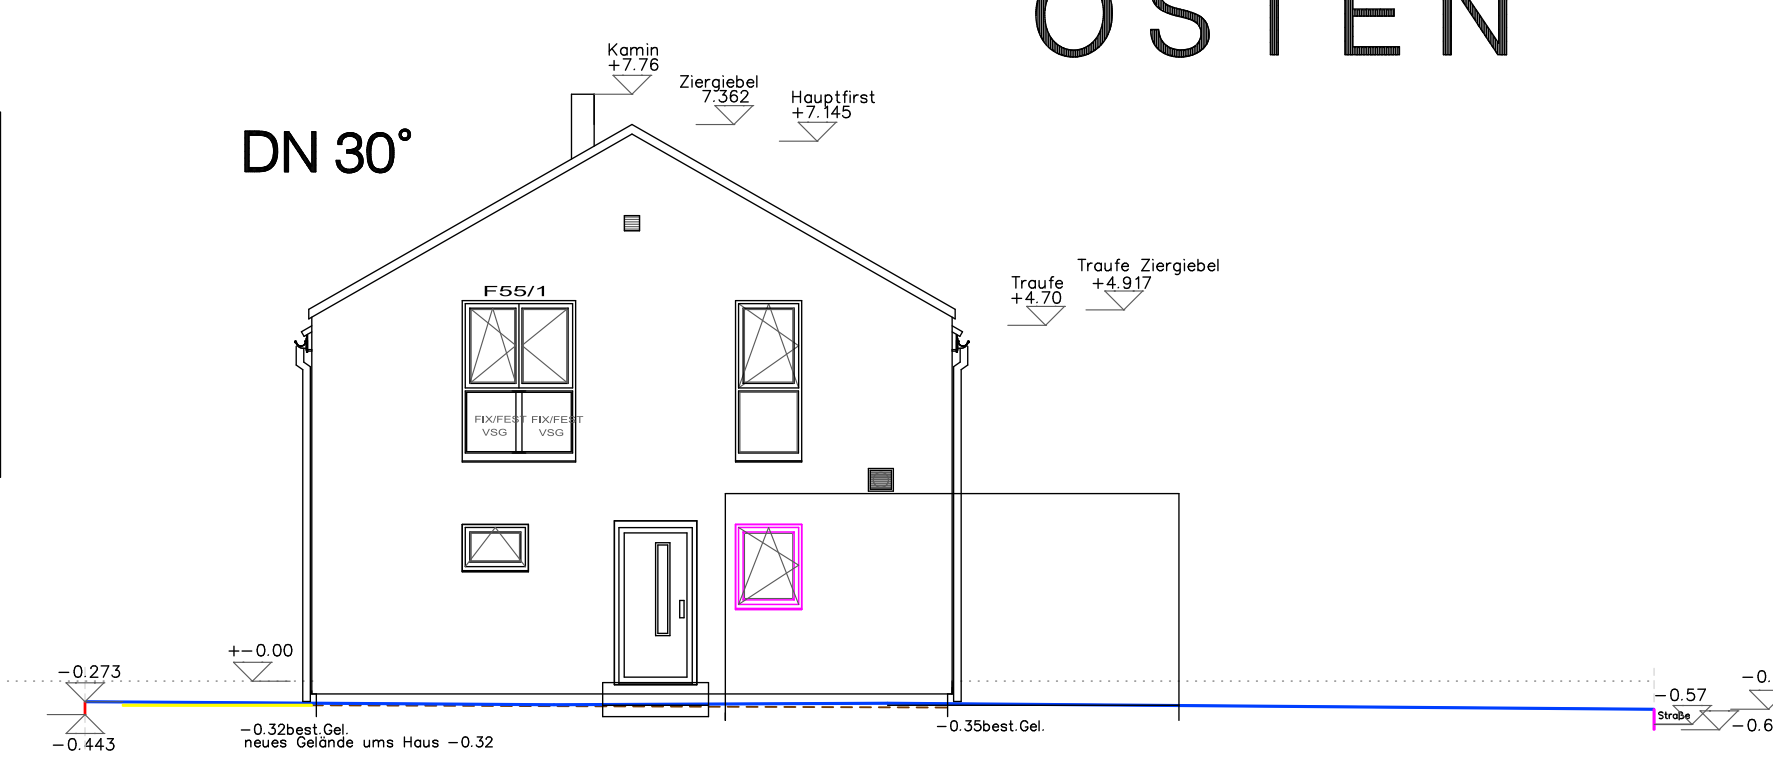 OSTEN
Kamin
+7.76
Ziergiebel
7.362
Hauptfirst
+7.145
DN 30°
Traufe Ziergiebel
+4.917
Traufe
+4.70
F55/1
FIX/FEST FIX/FEST
VSG VSG
+-0.00
-0.273
-0.443
-0.32best.Gel.
neues Gelände ums Haus -0.32
-0.35best.Gel.
-0.57
Straße